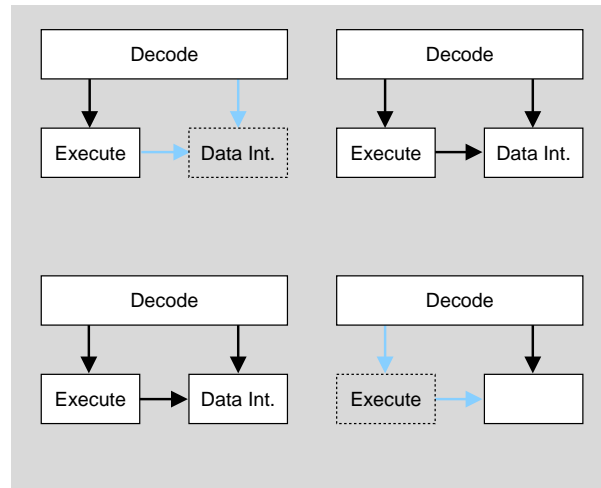 Decode
Decode
Execute
Data Int.
Execute
Data Int.
Decode
Decode
Execute
Data Int.
Execute